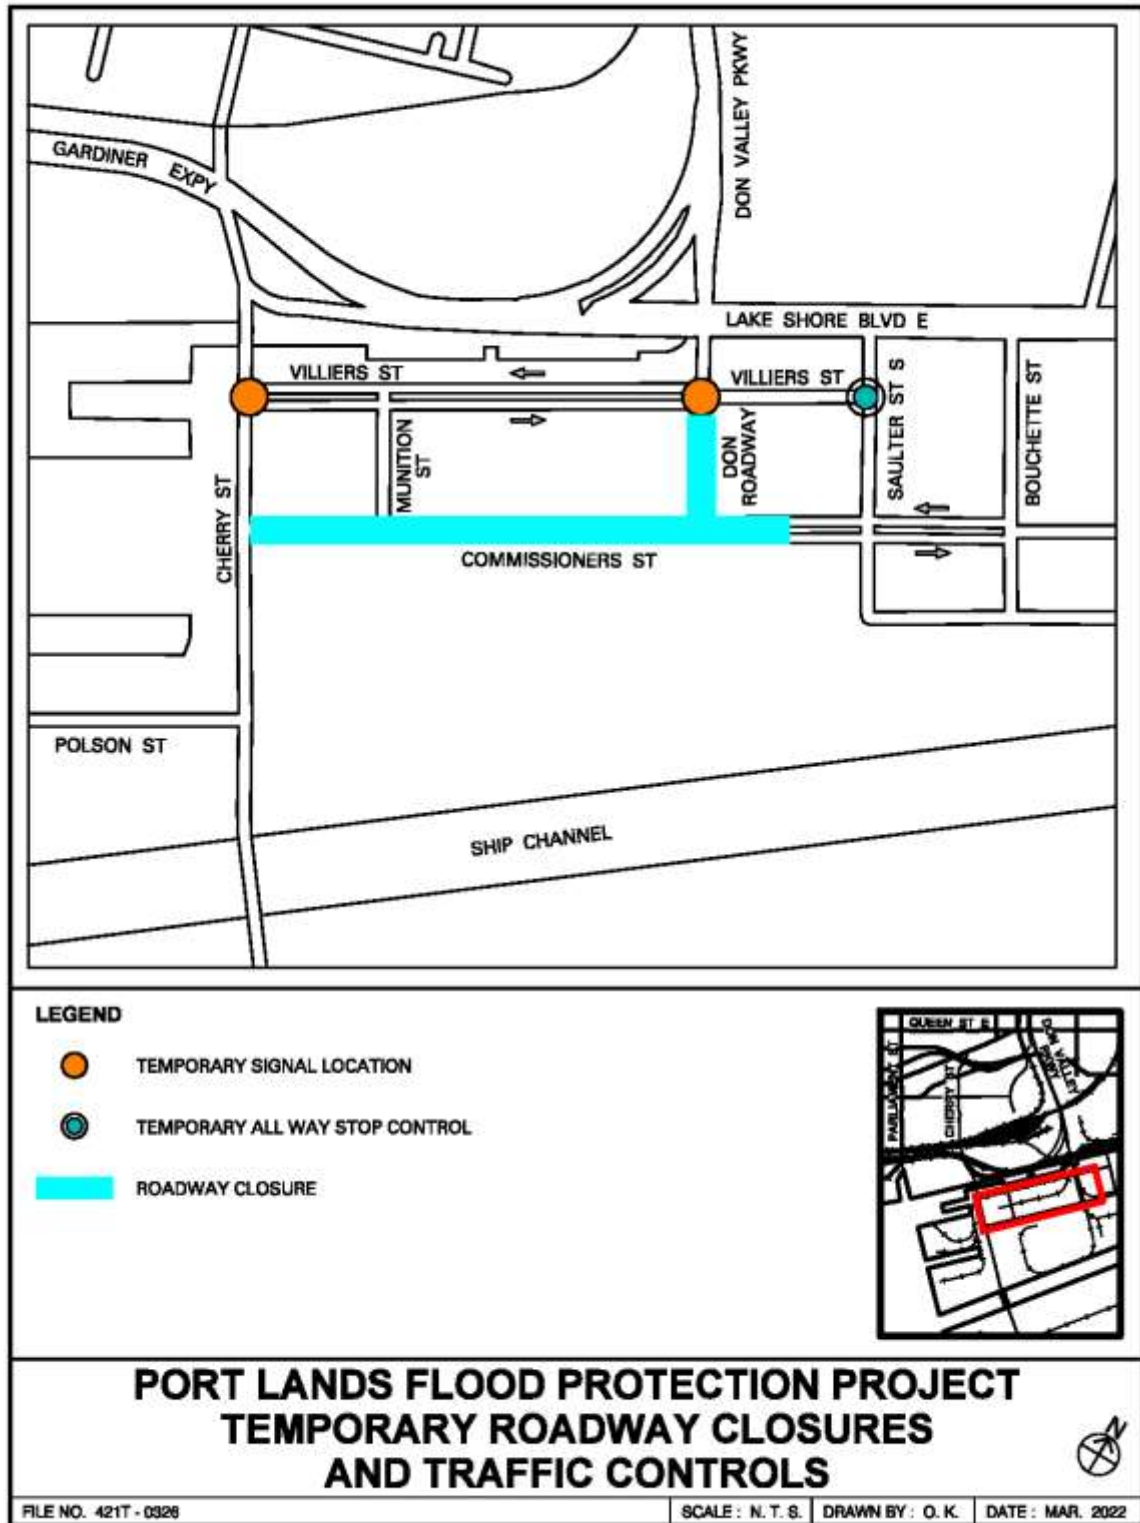 DON VALLEY PKWY
GARDINER EXPY
LAKE SHORE BLVD E
VILLIERS ST
VILLIERS ST
SAULTER ST S
BOUCHETTE ST
MUNITION
ST
DON
ROADWAY
CHERRY ST
COMMISSIONERS ST
POLSON ST
SHIP CHANNEL
LEGEND
TEMPORARY SIGNAL LOCATION
TEMPORARY ALL WAY STOP CONTROL
ROADWAY CLOSURE
QUEEN ST E
DON VALLEY
PKWY
PARLIAMENT ST
CHERRY ST
PORT LANDS FLOOD PROTECTION PROJECT
TEMPORARY ROADWAY CLOSURES
AND TRAFFIC CONTROLS
N
FILE NO. 421T - 0326
SCALE : N. T. S.
DRAWN BY : O. K.
DATE : MAR. 2022